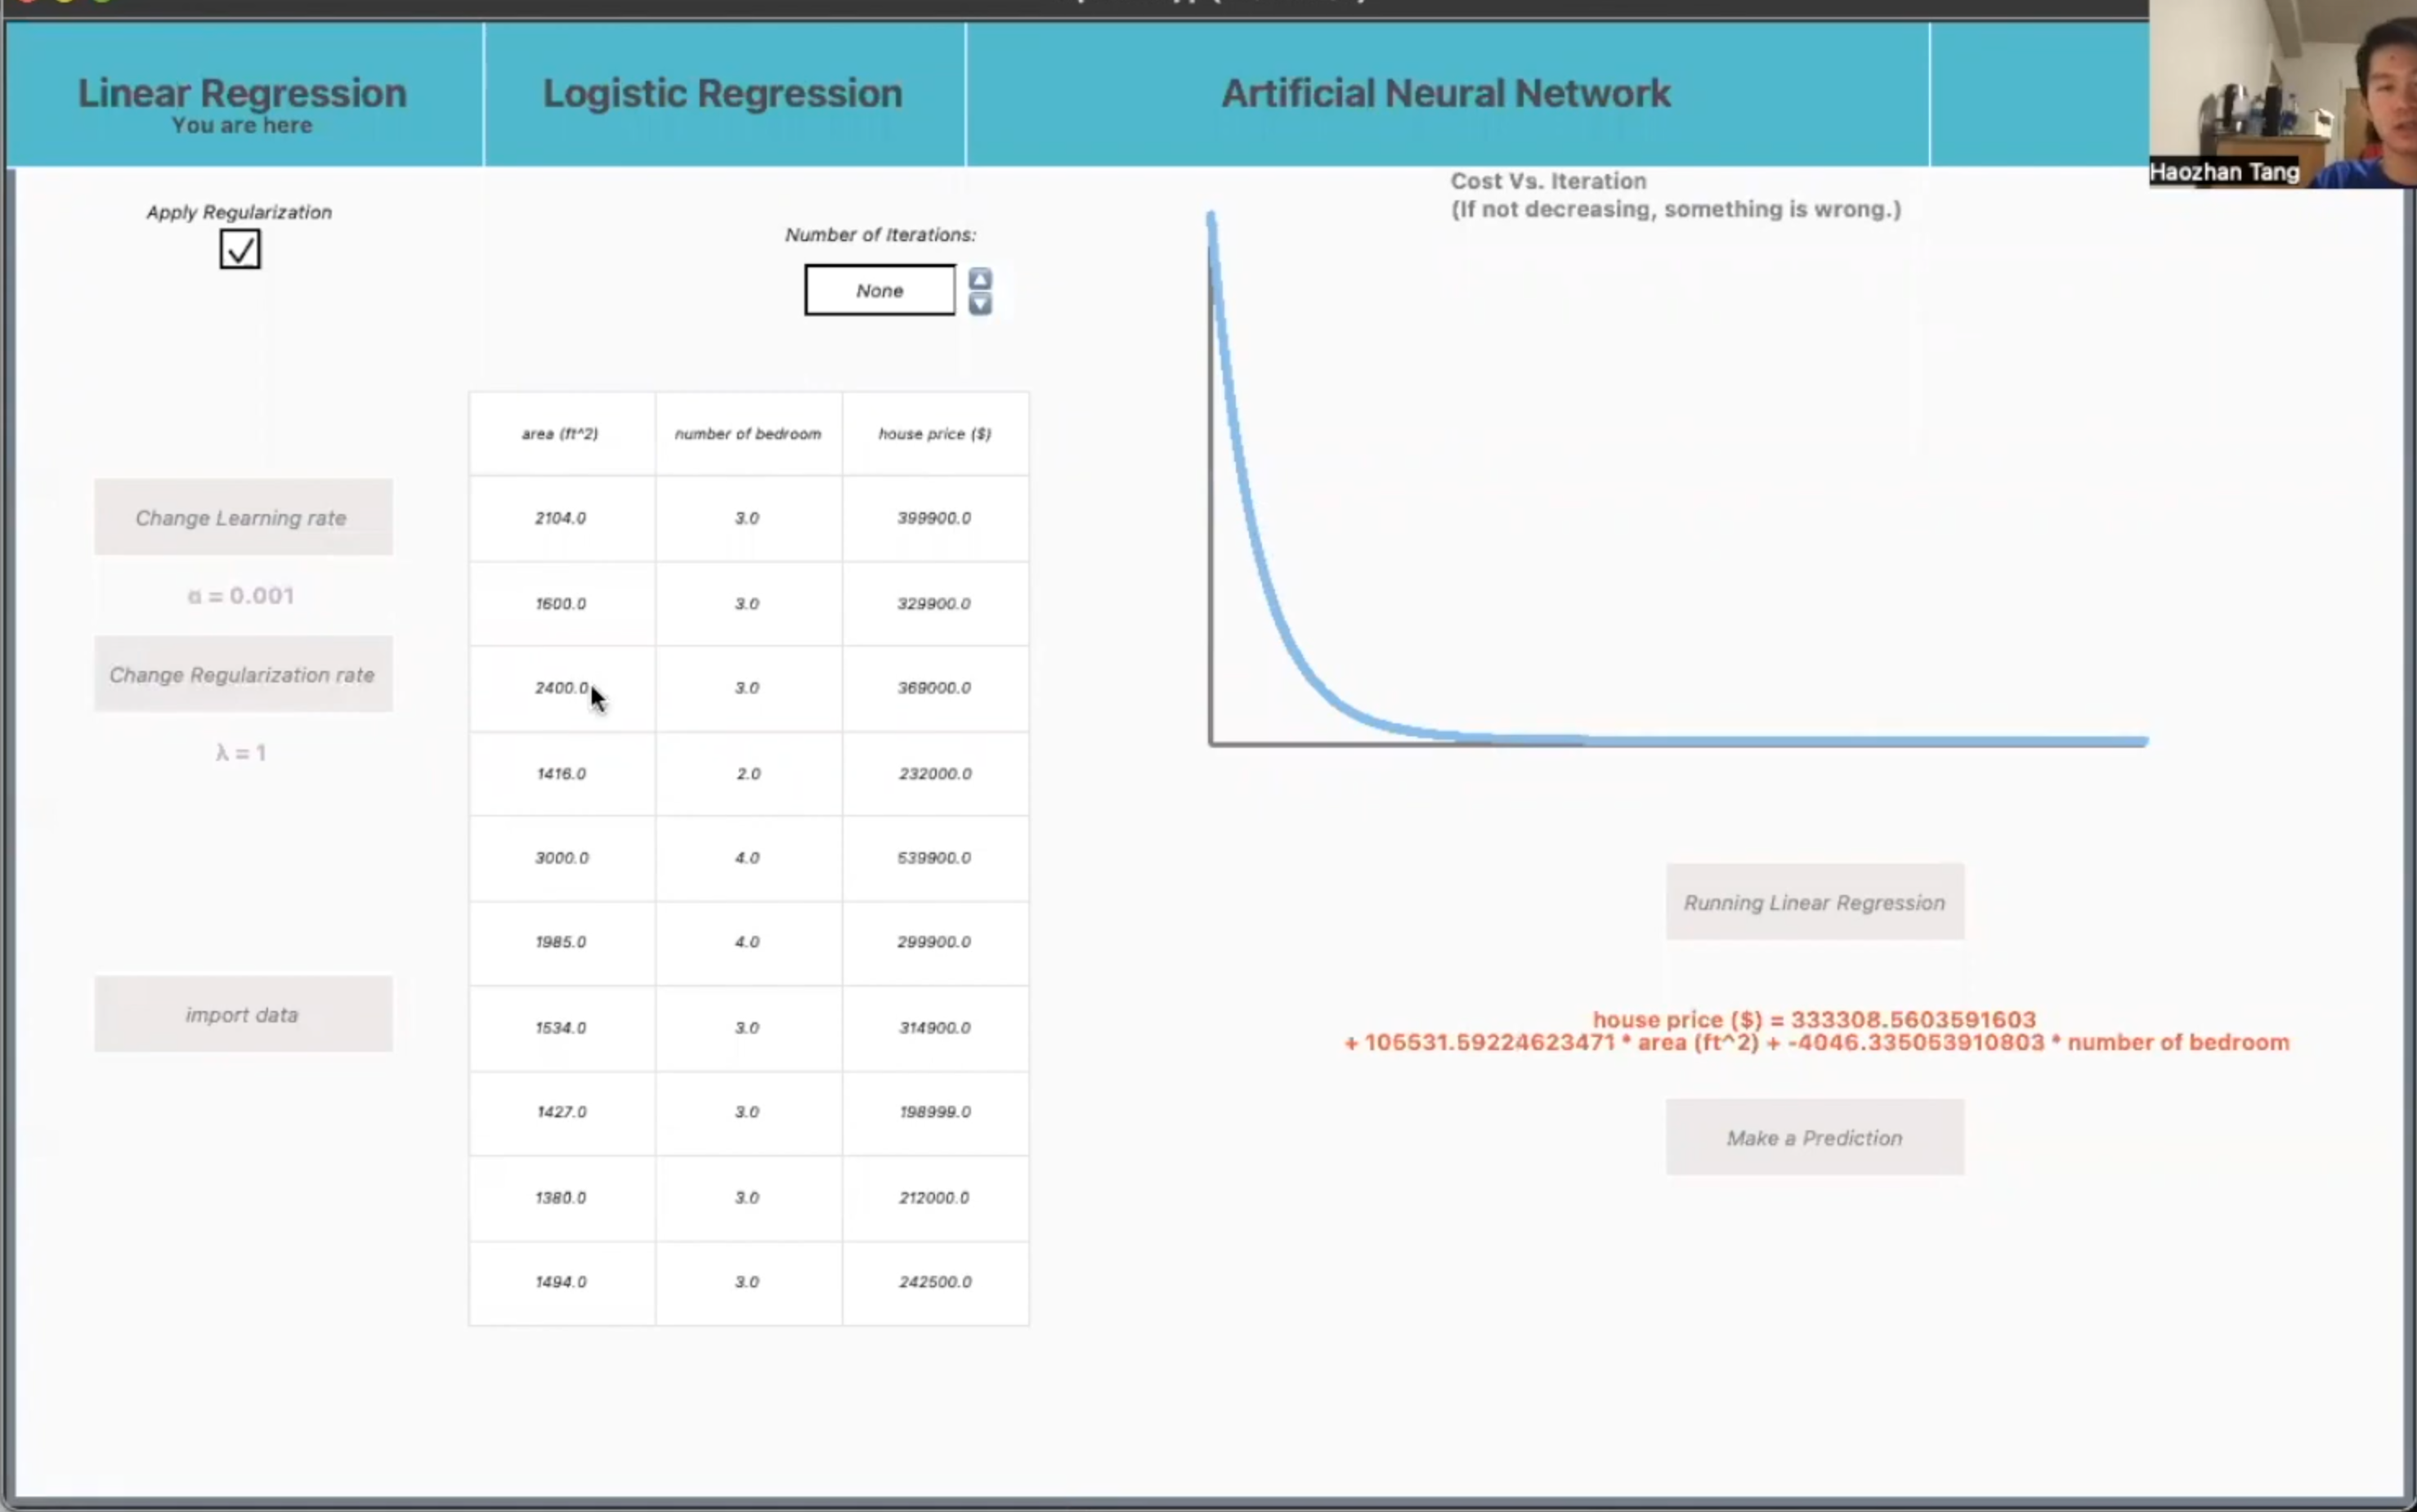 Linear Regression
You are here
Logistic Regression
Artificial Neural Network
Haozhan Tang
Apply Regularization
Number of Iterations:
None
Cost Vs. Iteration
(If not decreasing, something is wrong.)
Change Learning rate
α = 0.001
Change Regularization rate
λ = 1
import data
area (ft^2) number of bedroom house price ($)
2104.0 3.0 399900.0
1600.0 3.0 329900.0
2400.0 3.0 369000.0
1416.0 2.0 232000.0
3000.0 4.0 539900.0
1985.0 4.0 299900.0
1534.0 3.0 314900.0
1427.0 3.0 198999.0
1380.0 3.0 212000.0
1494.0 3.0 242500.0
Running Linear Regression
house price ($) = 333308.5603591603
+ 105531.59224623471 * area (ft^2) + -4046.335053910803 * number of bedroom
Make a Prediction